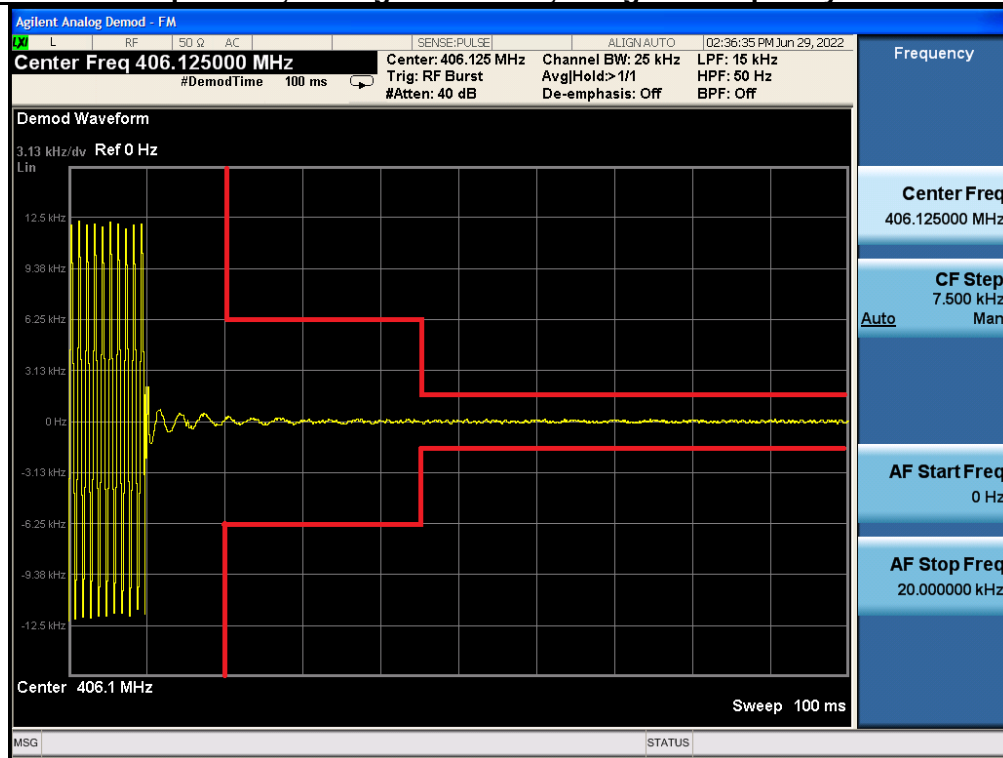 Agilent Analog Demod - FM
LXI L RF 50 Ω AC SENSE:PULSE ALIGN AUTO 02:36:35 PM Jun 29, 2022
Center Freq 406.125000 MHz
#DemodTime 100 ms
Center: 406.125 MHz
Trig: RF Burst
#Atten: 40 dB
Channel BW: 25 kHz
Avg|Hold:> 1/1
De-emphasis: Off
LPF: 15 kHz
HPF: 50 Hz
BPF: Off
Demod Waveform
3.13 kHz/dv Ref 0 Hz
Lin
12.5 kHz
9.38 kHz
6.25 kHz
3.13 kHz
0 Hz
-3.13 kHz
-6.25 kHz
-9.38 kHz
-12.5 kHz
Center 406.1 MHz
Sweep 100 ms
MSG STATUS
Frequency
Center Freq
406.125000 MHz
CF Step
7.500 kHz
Auto Man
AF Start Freq
0 Hz
AF Stop Freq
20.000000 kHz